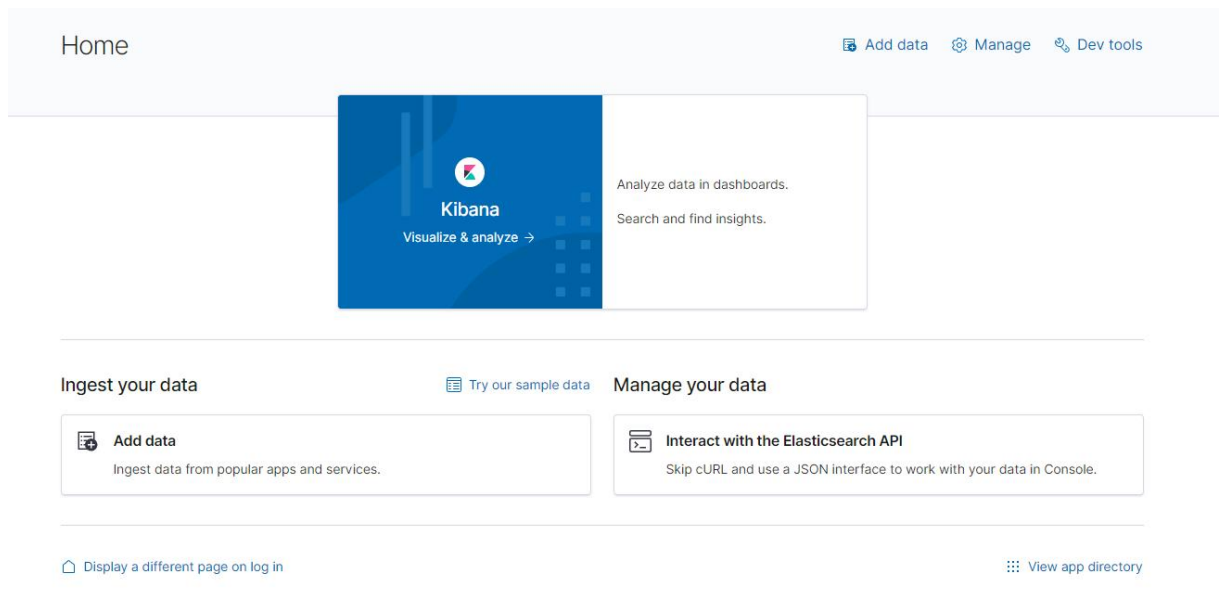 Home
Add data
Manage
Dev tools
Kibana
Visualize & analyze →
Analyze data in dashboards.
Search and find insights.
Ingest your data
Try our sample data
Add data
Ingest data from popular apps and services.
Manage your data
Interact with the Elasticsearch API
Skip cURL and use a JSON interface to work with your data in Console.
Display a different page on log in
View app directory